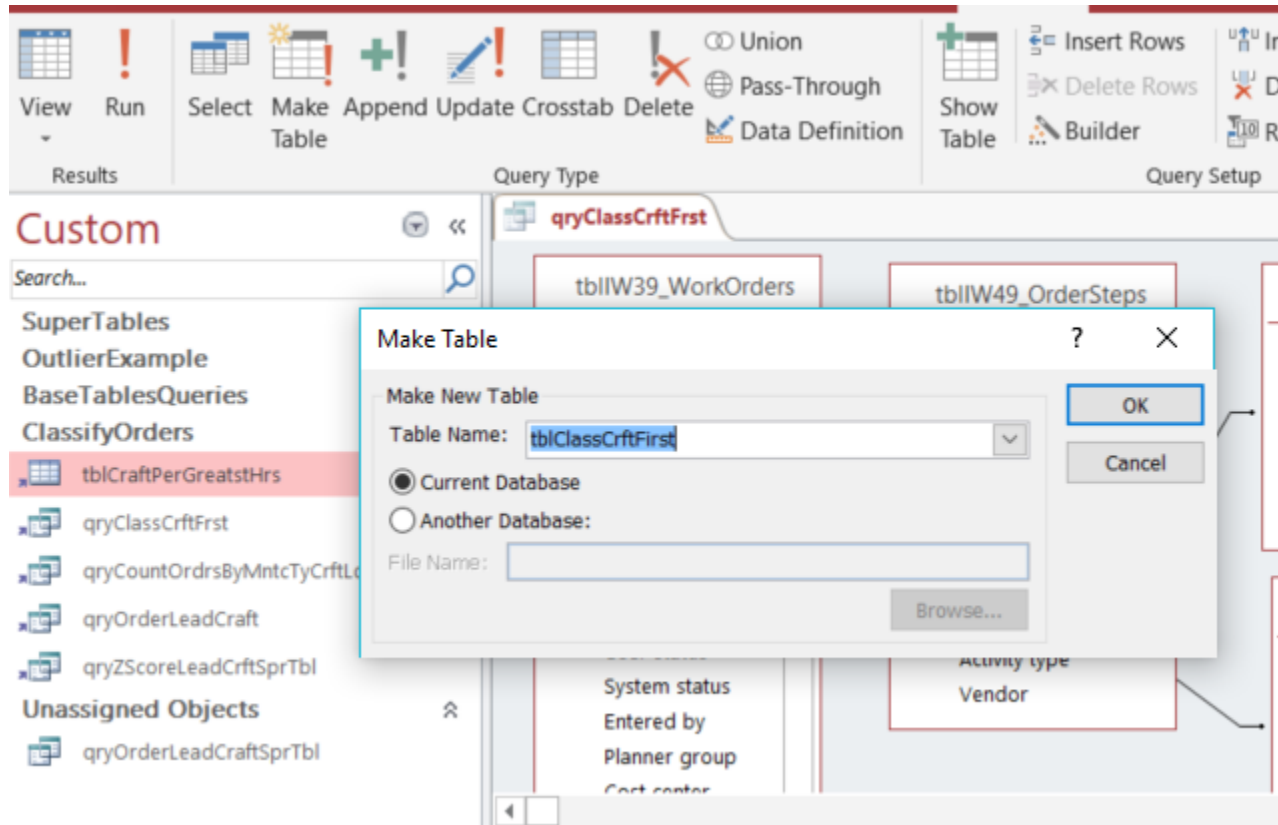 Union
Insert Rows
Pass-Through
Delete Rows
View
Run
Select
Make
Table
Append
Update
Crosstab
Delete
Data Definition
Show
Table
Builder
Results
Query Type
Query Setup
Custom
qryClassCrftFrst
Search...
tblIW39_WorkOrders
tblIW49_OrderSteps
SuperTables
OutlierExample
BaseTablesQueries
ClassifyOrders
tblCraftPerGreatstHrs
qryClassCrftFrst
qryCountOrdrsByMntcTyCrftLc
qryOrderLeadCraft
qryZScoreLeadCrftSprTbl
Unassigned Objects
qryOrderLeadCraftSprTbl
Make Table
?
Make New Table
Table Name:
tblClassCrftFirst
Current Database
Another Database:
File Name:
Browse...
OK
Cancel
Activity type
Vendor
System status
Entered by
Planner group
Cost center